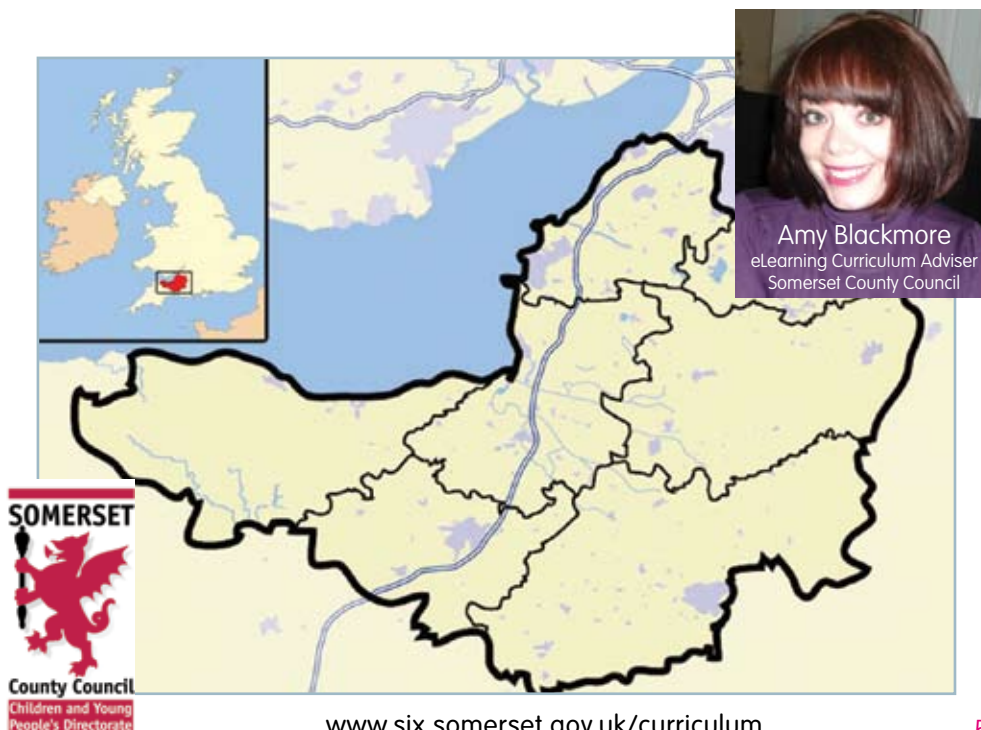 Amy Blackmore
eLearning Curriculum Adviser
Somerset County Council
SOMERSET
County Council
Children and Young
People's Directorate
www.six.somerset.gov.uk/curriculum
5